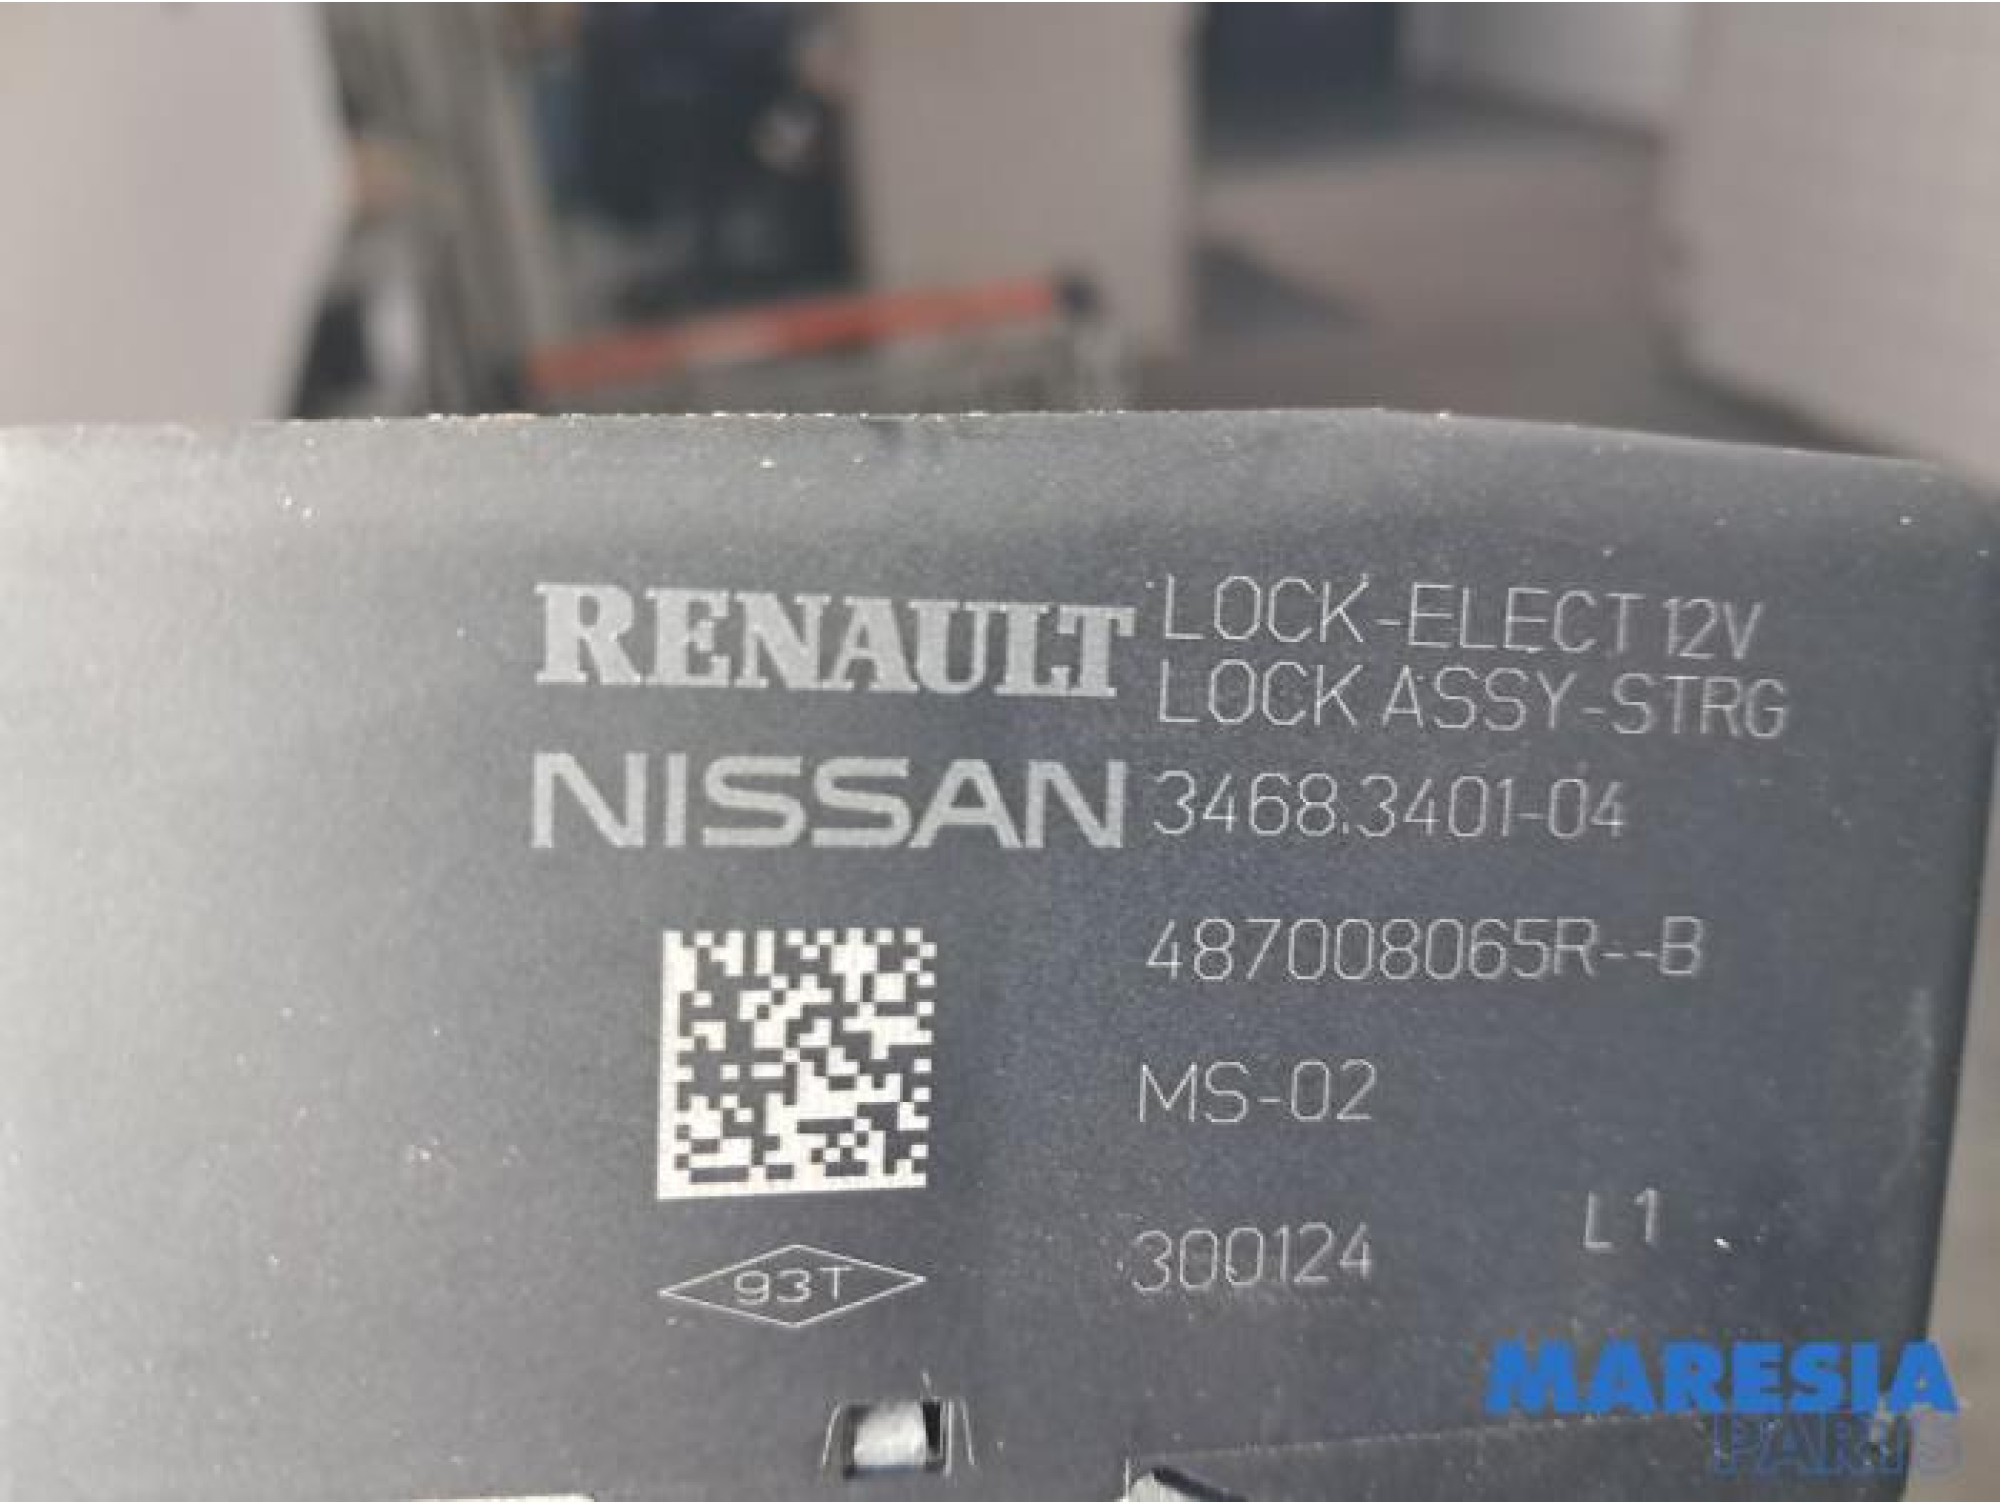 RENAULT LOCK-ELECT 12V
LOCK ASSY-STRG
NISSAN 3468.3401-04
487008065R--B
MS-02
300124 L1
93T
MARESIA
PARTS